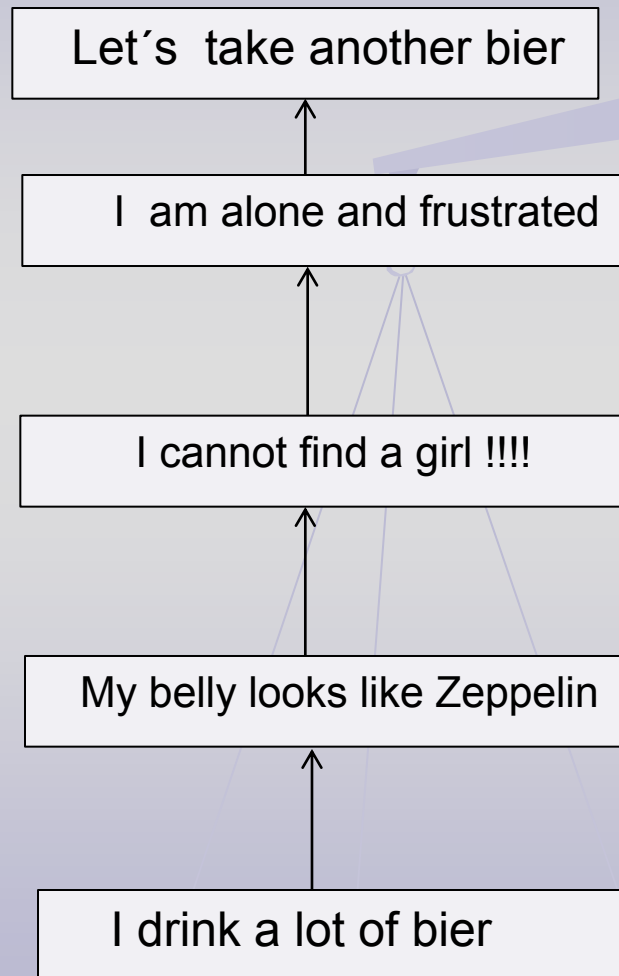 Let´s take another bier
I am alone and frustrated
I cannot find a girl !!!!
My belly looks like Zeppelin
I drink a lot of bier